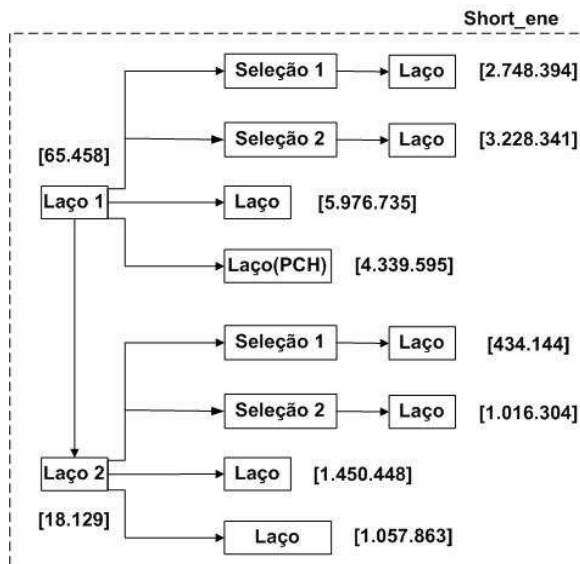 Short_ene
Seleção 1 Laço [2.748.394]
Seleção 2 Laço [3.228.341]
[65.458]
Laço 1 Laço [5.976.735]
Laço(PCH) [4.339.595]
Seleção 1 Laço [434.144]
Seleção 2 Laço [1.016.304]
Laço 2 Laço [1.450.448]
[18.129]
Laço [1.057.863]